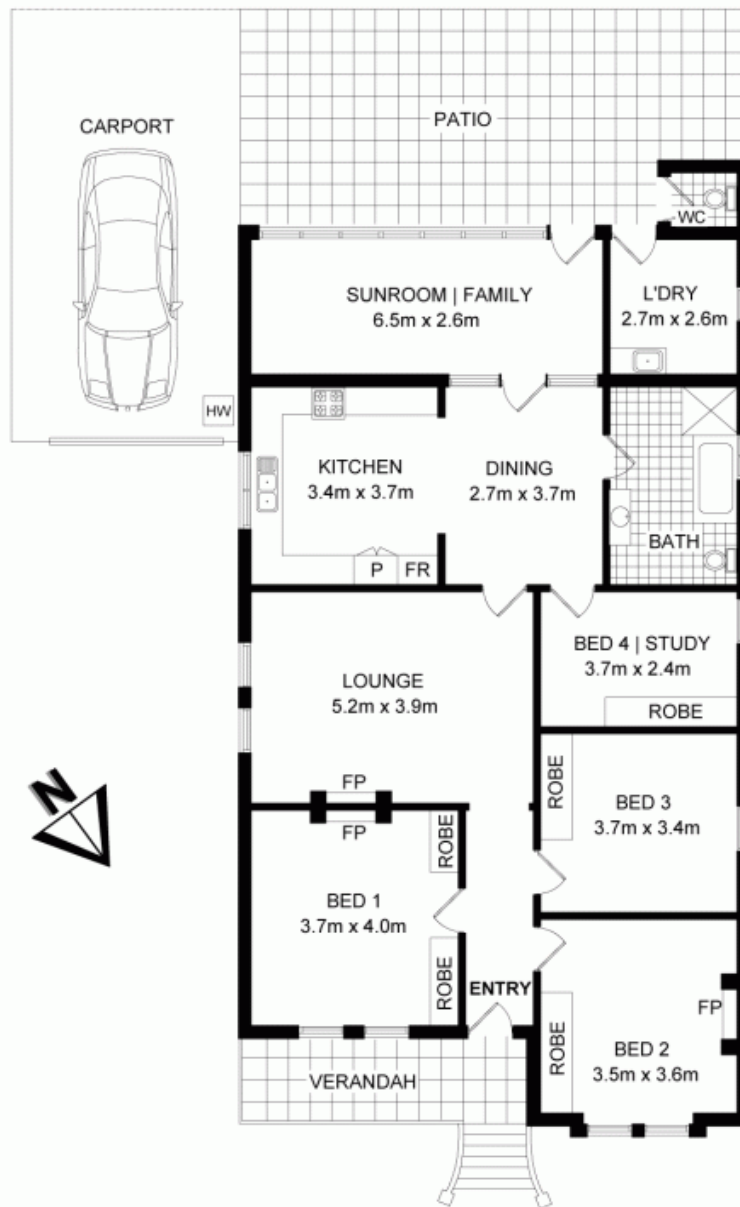 CARPORT
PATIO
WC
SUNROOM | FAMILY
6.5m x 2.6m
L'DRY
2.7m x 2.6m
HW
KITCHEN
3.4m x 3.7m
DINING
2.7m x 3.7m
BATH
P
FR
BED 4 | STUDY
3.7m x 2.4m
ROBE
LOUNGE
5.2m x 3.9m
FP
FP
ROBE
BED 3
3.7m x 3.4m
ROBE
N
BED 1
3.7m x 4.0m
ROBE
ENTRY
FP
ROBE
BED 2
3.5m x 3.6m
VERANDAH